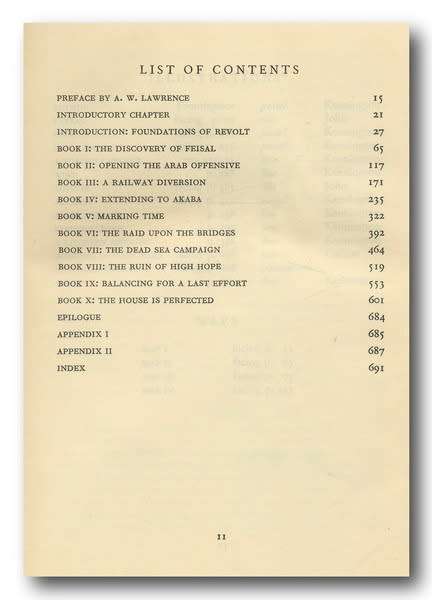 LIST OF CONTENTS
PREFACE BY A. W. LAWRENCE 15
INTRODUCTORY CHAPTER 21
INTRODUCTION: FOUNDATIONS OF REVOLT 27
BOOK I: THE DISCOVERY OF FEISAL 65
BOOK II: OPENING THE ARAB OFFENSIVE 117
BOOK III: A RAILWAY DIVERSION 171
BOOK IV: EXTENDING TO AKABA 235
BOOK V: MARKING TIME 322
BOOK VI: THE RAID UPON THE BRIDGES 392
BOOK VII: THE DEAD SEA CAMPAIGN 464
BOOK VIII: THE RUIN OF HIGH HOPE 519
BOOK IX: BALANCING FOR A LAST EFFORT 553
BOOK X: THE HOUSE IS PERFECTED 601
EPILOGUE 684
APPENDIX I 685
APPENDIX II 687
INDEX 691
11